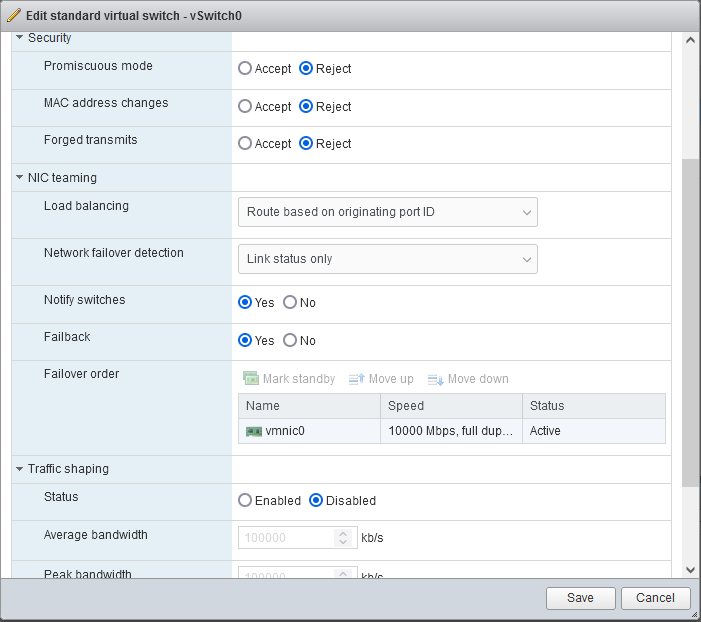 Edit standard virtual switch - vSwitch0
Security
Promiscuous mode
Accept Reject
MAC address changes
Accept Reject
Forged transmits
Accept Reject
NIC teaming
Load balancing
Route based on originating port ID
Network failover detection
Link status only
Notify switches
Yes No
Failback
Yes No
Failover order
Mark standby Move up Move down
Name Speed Status
vmnic0 10000 Mbps, full dup... Active
Traffic shaping
Status
Enabled Disabled
Average bandwidth
100000 kb/s
Peak bandwidth
100000 kb/s
Save Cancel